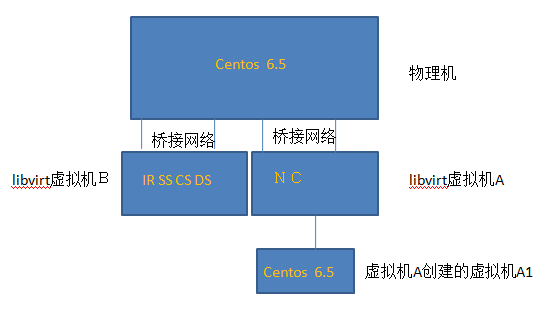 Centos 6.5
物理机
桥接网络
桥接网络
libvirt虚拟机B
IR SS CS DS
N C
libvirt虚拟机A
Centos 6.5
虚拟机A创建的虚拟机A1